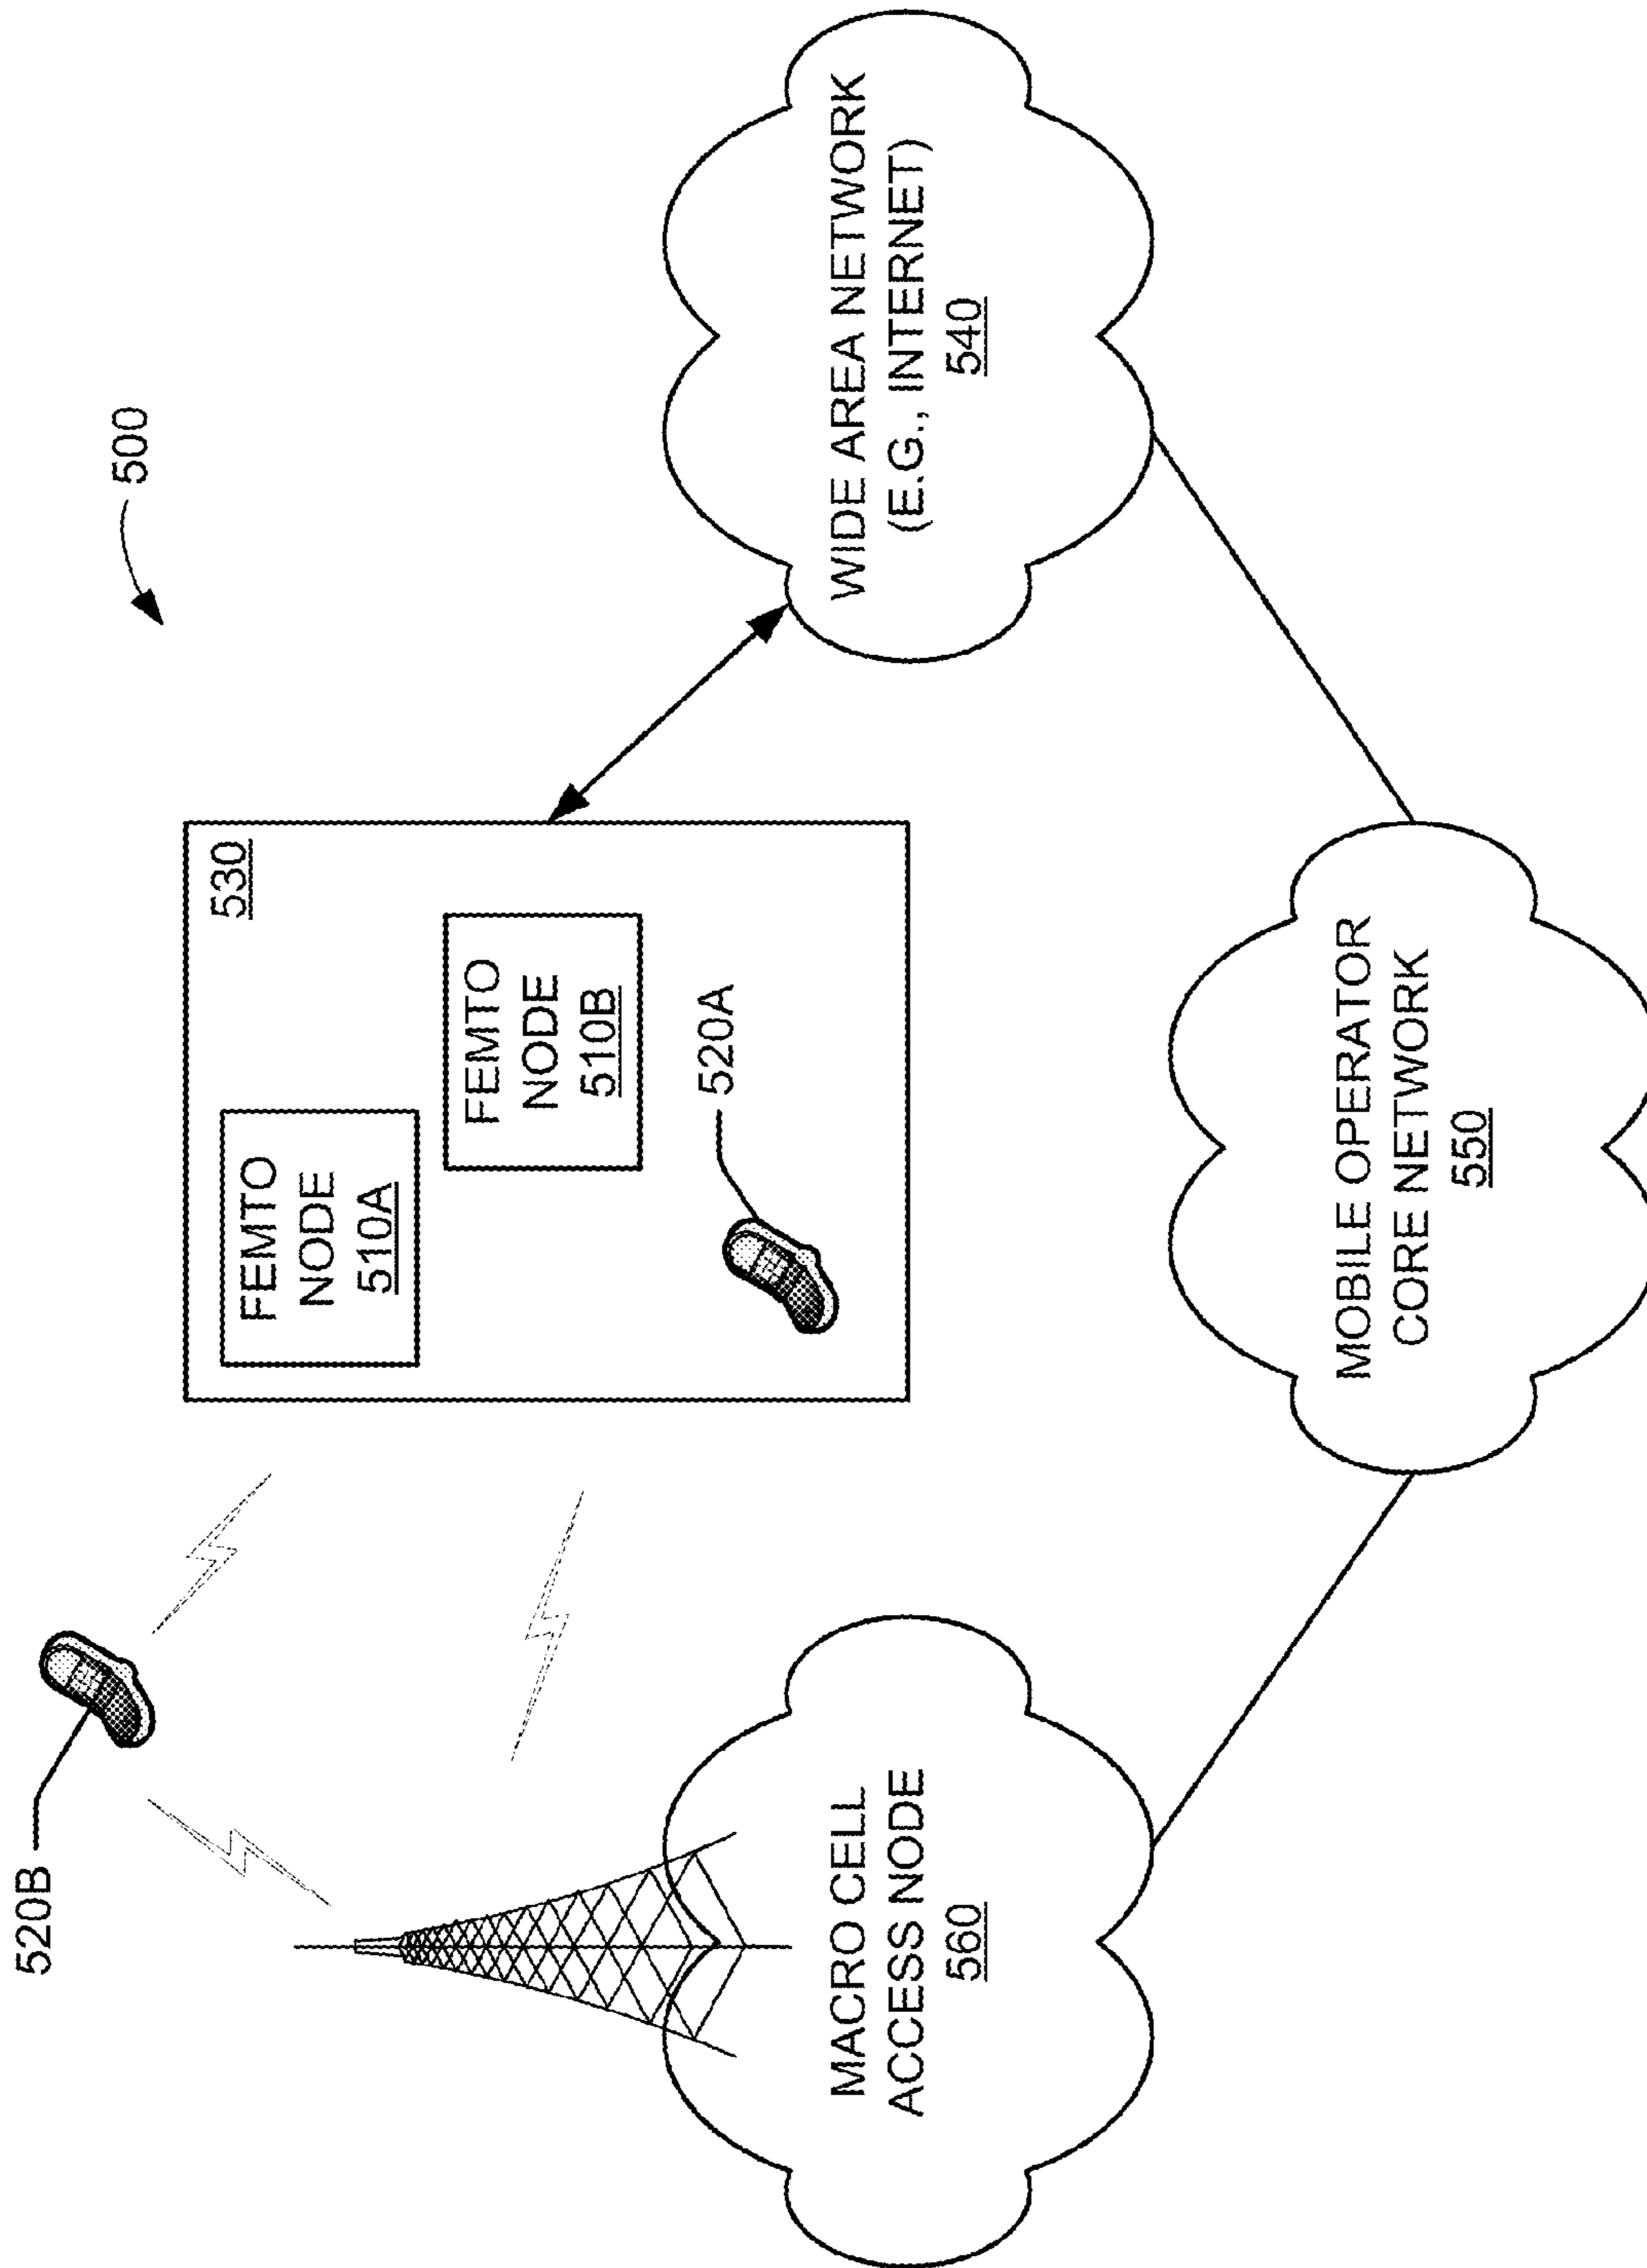 500
520B
530
FEMTO
NODE
510A
FEMTO
NODE
510B
520A
MACRO CELL
ACCESS NODE
560
WIDE AREA NETWORK
(E.G., INTERNET)
540
MOBILE OPERATOR
CORE NETWORK
550